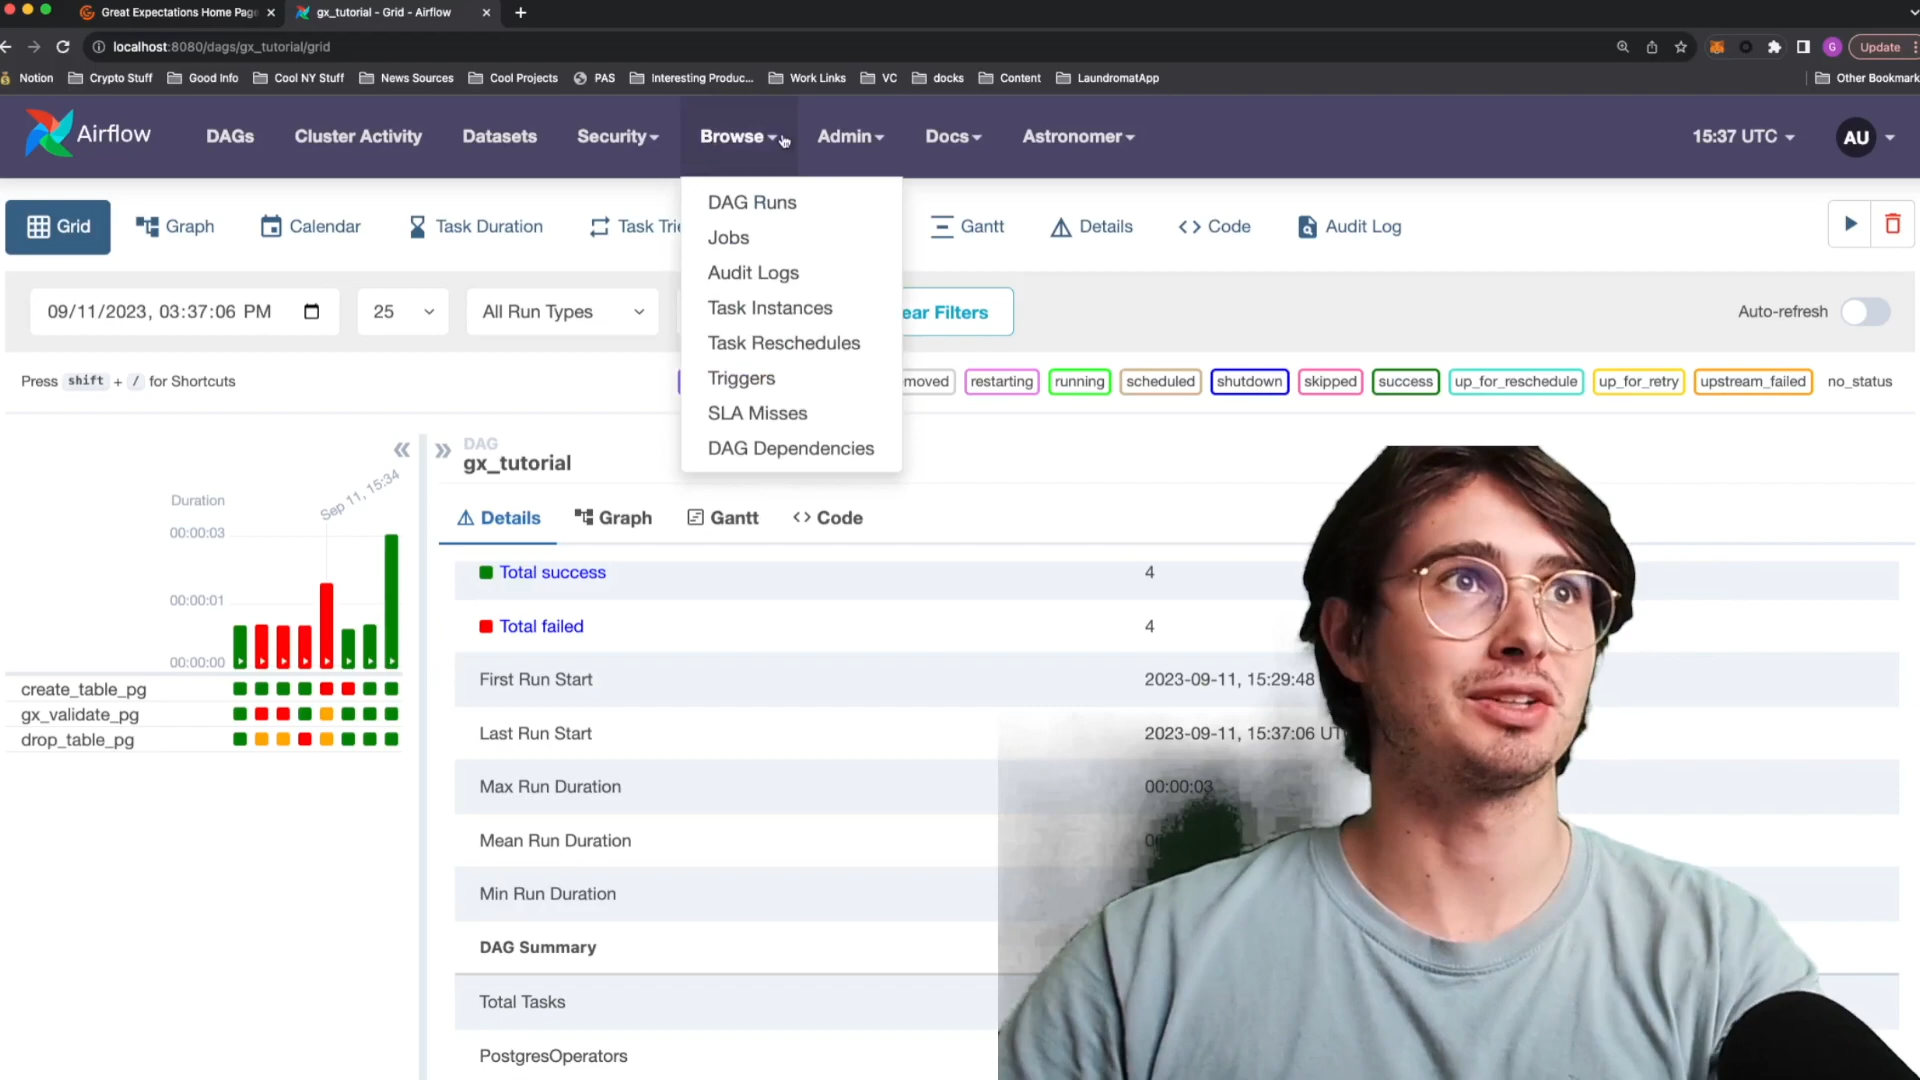 Great Expectations Home Page
gx_tutorial - Grid - Airflow
localhost:8080/dags/gx_tutorial/grid
G
Update
Notion
Crypto Stuff
Good Info
Cool NY Stuff
News Sources
Cool Projects
PAS
Interesting Produc...
Work Links
VC
docks
Content
LaundromatApp
Other Bookmark
Airflow
DAGs
Cluster Activity
Datasets
Security
Browse
Admin
Docs
Astronomer
15:37 UTC
AU
DAG Runs
Jobs
Audit Logs
Task Instances
Task Reschedules
Triggers
SLA Misses
DAG Dependencies
Grid
Graph
Calendar
Task Duration
Task Trie
Gantt
Details
Code
Audit Log
09/11/2023, 03:37:06 PM
25
All Run Types
ear Filters
Auto-refresh
Press shift + / for Shortcuts
moved
restarting
running
scheduled
shutdown
skipped
success
up_for_reschedule
up_for_retry
upstream_failed
no_status
DAG
gx_tutorial
Sep 11, 15:34
Duration
00:00:03
00:00:01
00:00:00
create_table_pg
gx_validate_pg
drop_table_pg
Details
Graph
Gantt
Code
Total success 4
Total failed 4
First Run Start 2023-09-11, 15:29:48
Last Run Start 2023-09-11, 15:37:06 UT
Max Run Duration 00:00:03
Mean Run Duration
Min Run Duration
DAG Summary
Total Tasks
PostgresOperators